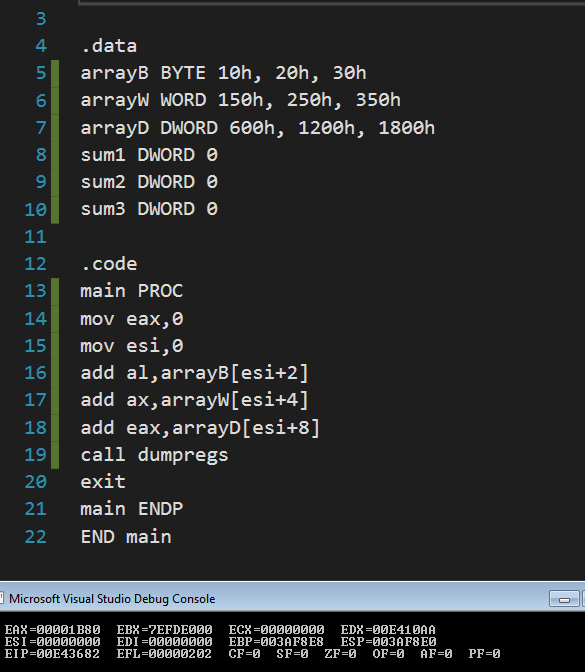 3
4 .data
5 arrayB BYTE 10h, 20h, 30h
6 arrayW WORD 150h, 250h, 350h
7 arrayD DWORD 600h, 1200h, 1800h
8 sum1 DWORD 0
9 sum2 DWORD 0
10 sum3 DWORD 0
11
12 .code
13 main PROC
14 mov eax,0
15 mov esi,0
16 add al,arrayB[esi+2]
17 add ax,arrayW[esi+4]
18 add eax,arrayD[esi+8]
19 call dumpregs
20 exit
21 main ENDP
22 END main
Microsoft Visual Studio Debug Console
EAX=00001B80 EBX=7EFDE000 ECX=00000000 EDX=00E410AA
ESI=00000000 EDI=00000000 EBP=003AF8E8 ESP=003AF8E0
EIP=00E43682 EFL=00000202 CF=0 SF=0 ZF=0 OF=0 AF=0 PF=0